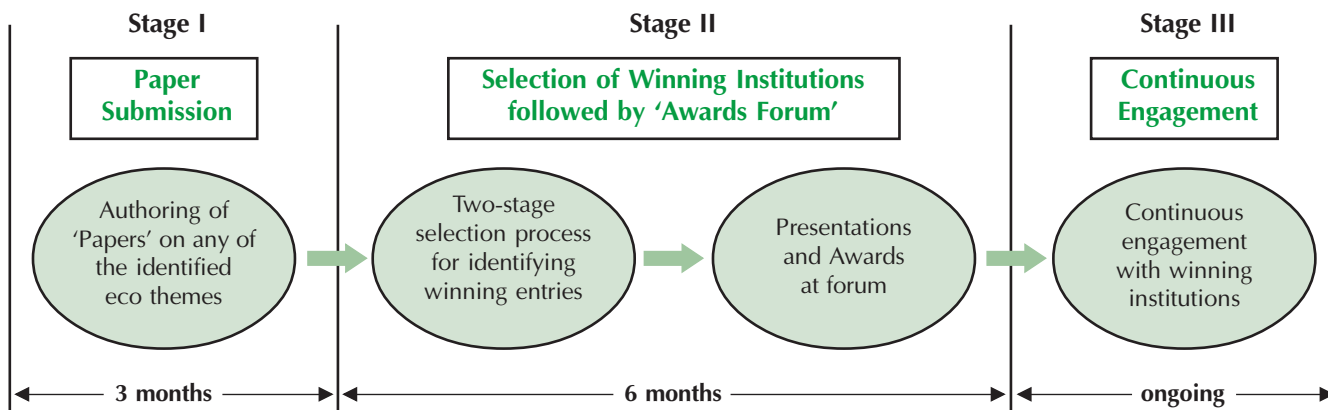 Stage I
Stage II
Stage III
Paper
Submission
Selection of Winning Institutions
followed by ‘Awards Forum’
Continuous
Engagement
Authoring of
‘Papers’ on any of
the identified
eco themes
Two-stage
selection process
for identifying
winning entries
Presentations
and Awards
at forum
Continuous
engagement
with winning
institutions
3 months
6 months
ongoing